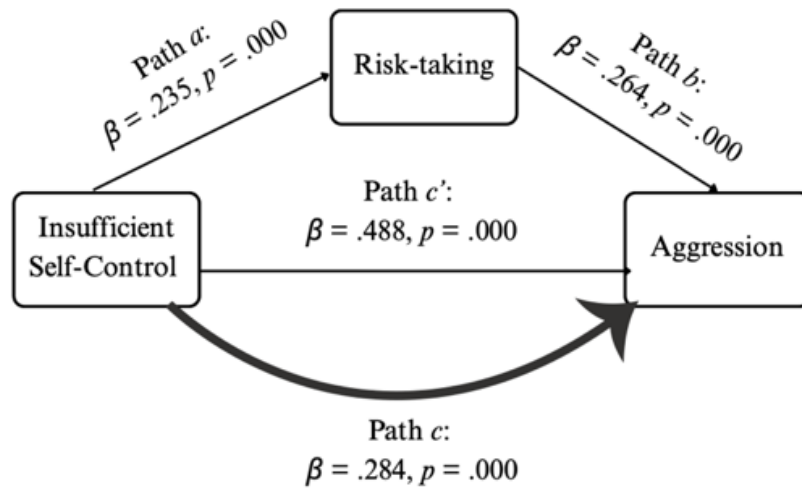 Path a:
β = .235, p = .000
Risk-taking
Path b:
β = .264, p = .000
Insufficient
Self-Control
Path c’:
β = .488, p = .000
Aggression
Path c:
β = .284, p = .000